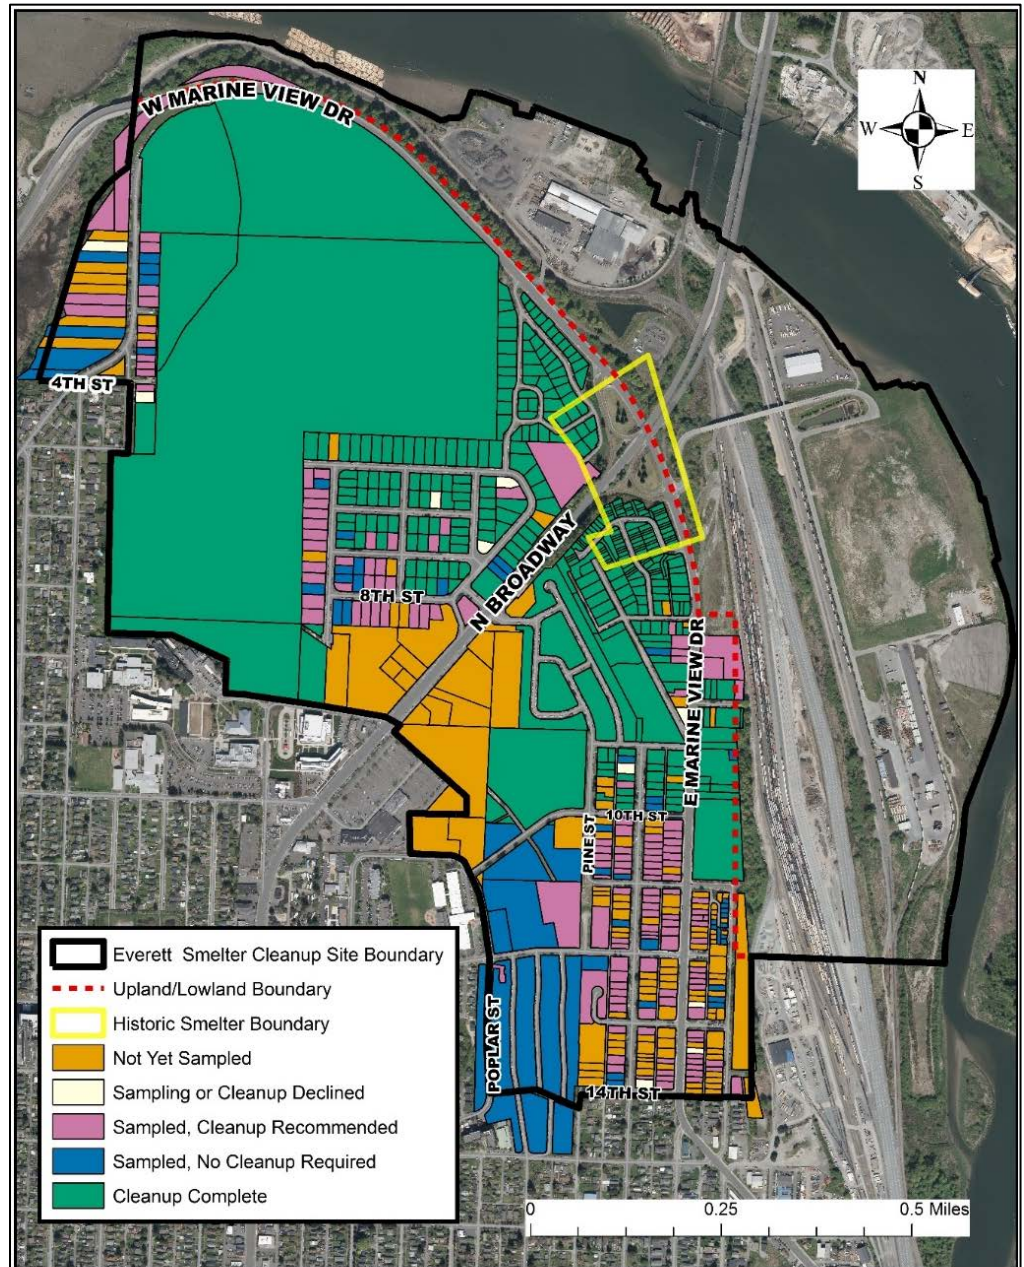 N
W E
S
W MARINE VIEW DR
4TH ST
8TH ST
N BROADWAY
E MARINE VIEW DR
10TH ST
PINE ST
POPLAR ST
14TH ST
Everett Smelter Cleanup Site Boundary
Upland/Lowland Boundary
Historic Smelter Boundary
Not Yet Sampled
Sampling or Cleanup Declined
Sampled, Cleanup Recommended
Sampled, No Cleanup Required
Cleanup Complete
0 0.25 0.5 Miles